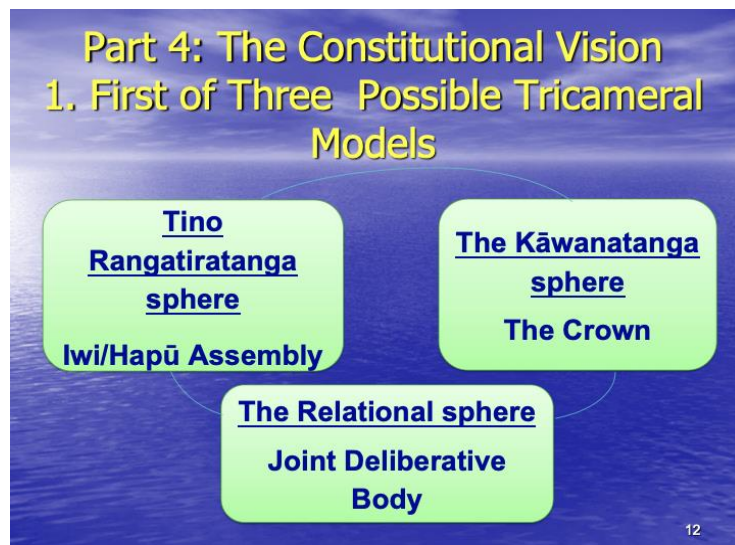 Part 4: The Constitutional Vision
1. First of Three Possible Tricameral
Models
Tino
Rangatiratanga
sphere
Iwi/Hapū Assembly
The Kāwanatanga
sphere
The Crown
The Relational sphere
Joint Deliberative
Body
12